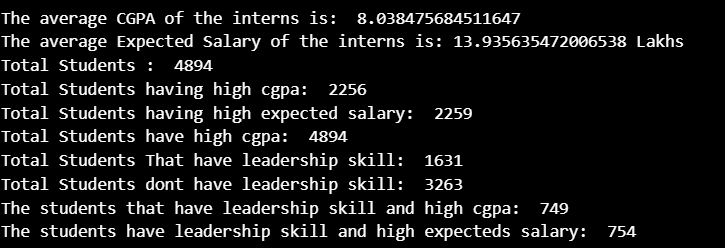 The average CGPA of the interns is:  8.038475684511647
The average Expected Salary of the interns is: 13.935635472006538 Lakhs
Total Students :  4894
Total Students having high cgpa:  2256
Total Students having high expected salary:  2259
Total Students have high cgpa:  4894
Total Students That have leadership skill:  1631
Total Students dont have leadership skill:  3263
The students that have leadership skill and high cgpa:  749
The students have leadership skill and high expecteds salary:  754